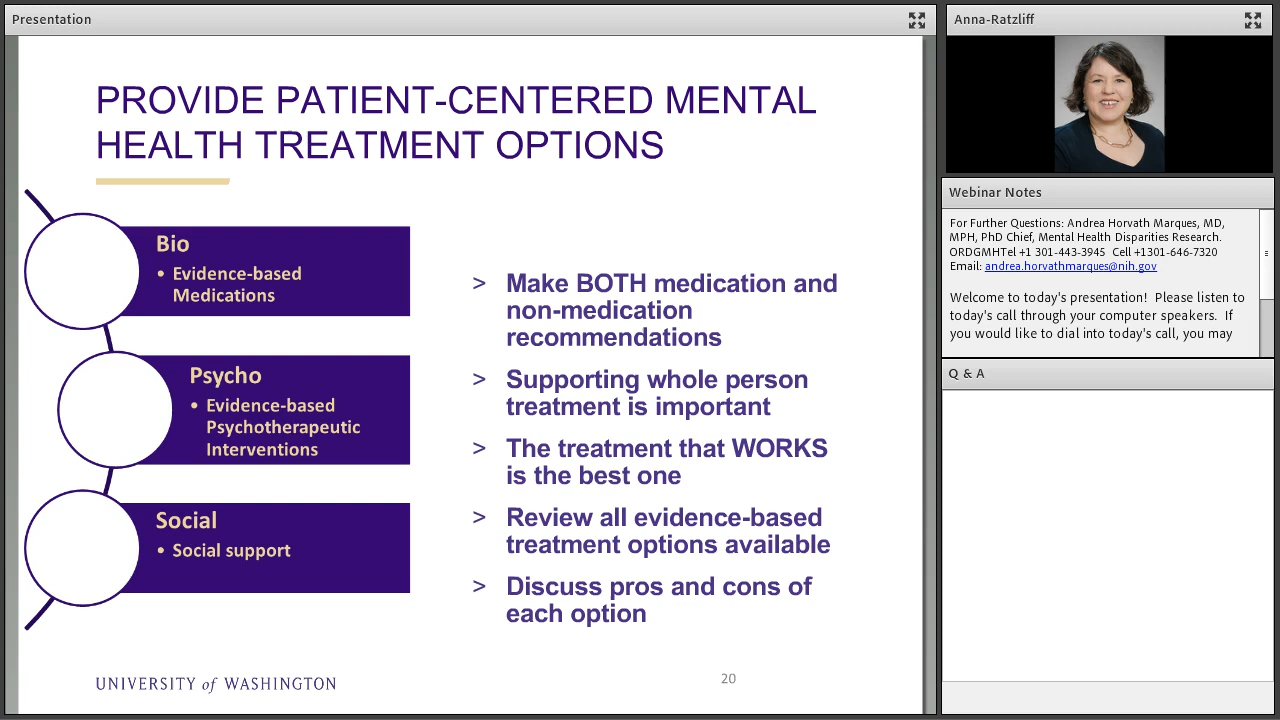 Presentation
PROVIDE PATIENT-CENTERED MENTAL
HEALTH TREATMENT OPTIONS
Bio
• Evidence-based
Medications
Psycho
• Evidence-based
Psychotherapeutic
Interventions
Social
• Social support
> Make BOTH medication and
non-medication
recommendations
> Supporting whole person
treatment is important
> The treatment that WORKS
is the best one
> Review all evidence-based
treatment options available
> Discuss pros and cons of
each option
UNIVERSITY of WASHINGTON
20
Anna-Ratzliff
Webinar Notes
For Further Questions: Andrea Horvath Marques, MD,
MPH, PhD Chief, Mental Health Disparities Research.
ORDGMHTel +1 301-443-3945  Cell +1301-646-7320
Email: andrea.horvathmarques@nih.gov
Welcome to today's presentation!  Please listen to
today's call through your computer speakers.  If
you would like to dial into today's call, you may
Q & A